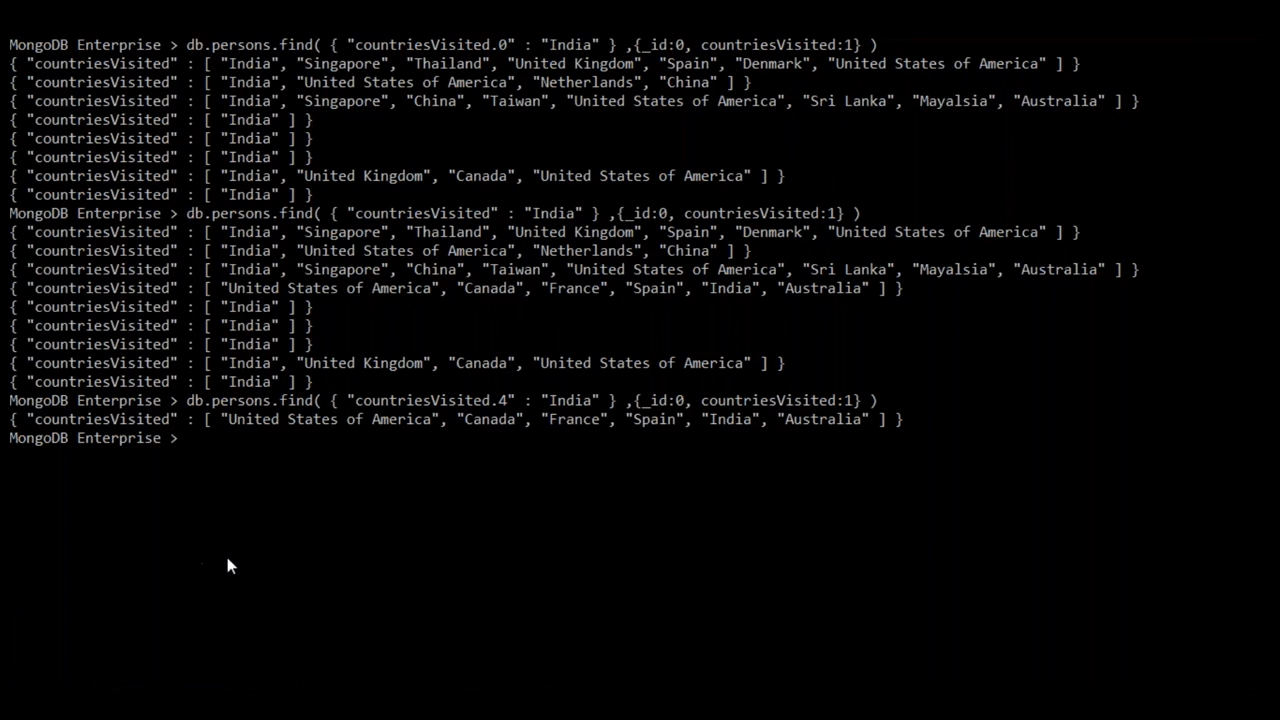 MongoDB Enterprise > db.persons.find( { "countriesVisited.0" : "India" } ,{_id:0, countriesVisited:1} )
{ "countriesVisited" : [ "India", "Singapore", "Thailand", "United Kingdom", "Spain", "Denmark", "United States of America" ] }
{ "countriesVisited" : [ "India", "United States of America", "Netherlands", "China" ] }
{ "countriesVisited" : [ "India", "Singapore", "China", "Taiwan", "United States of America", "Sri Lanka", "Mayalsia", "Australia" ] }
{ "countriesVisited" : [ "India" ] }
{ "countriesVisited" : [ "India" ] }
{ "countriesVisited" : [ "India" ] }
{ "countriesVisited" : [ "India", "United Kingdom", "Canada", "United States of America" ] }
{ "countriesVisited" : [ "India" ] }
MongoDB Enterprise > db.persons.find( { "countriesVisited" : "India" } ,{_id:0, countriesVisited:1} )
{ "countriesVisited" : [ "India", "Singapore", "Thailand", "United Kingdom", "Spain", "Denmark", "United States of America" ] }
{ "countriesVisited" : [ "India", "United States of America", "Netherlands", "China" ] }
{ "countriesVisited" : [ "India", "Singapore", "China", "Taiwan", "United States of America", "Sri Lanka", "Mayalsia", "Australia" ] }
{ "countriesVisited" : [ "United States of America", "Canada", "France", "Spain", "India", "Australia" ] }
{ "countriesVisited" : [ "India" ] }
{ "countriesVisited" : [ "India" ] }
{ "countriesVisited" : [ "India" ] }
{ "countriesVisited" : [ "India", "United Kingdom", "Canada", "United States of America" ] }
{ "countriesVisited" : [ "India" ] }
MongoDB Enterprise > db.persons.find( { "countriesVisited.4" : "India" } ,{_id:0, countriesVisited:1} )
{ "countriesVisited" : [ "United States of America", "Canada", "France", "Spain", "India", "Australia" ] }
MongoDB Enterprise >